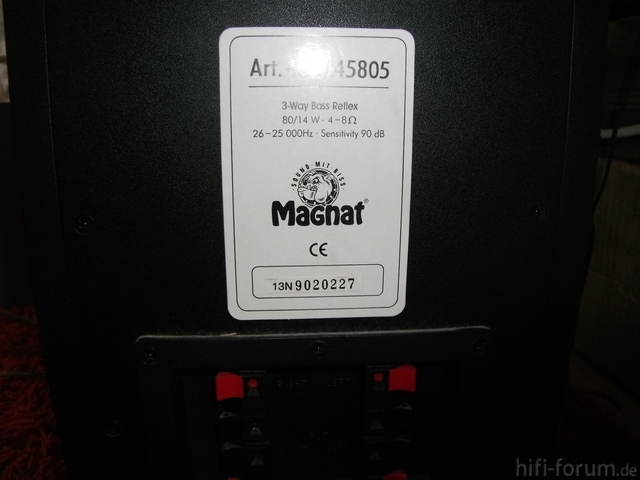 Art. 145805
3-Way Bass Reflex
80/14 W - 4-8Ω
26-25 000Hz · Sensitivity 90 dB
·SOUND·MIT·BISS·
Magnat®
CE
13N9020227
hifi-forum.de